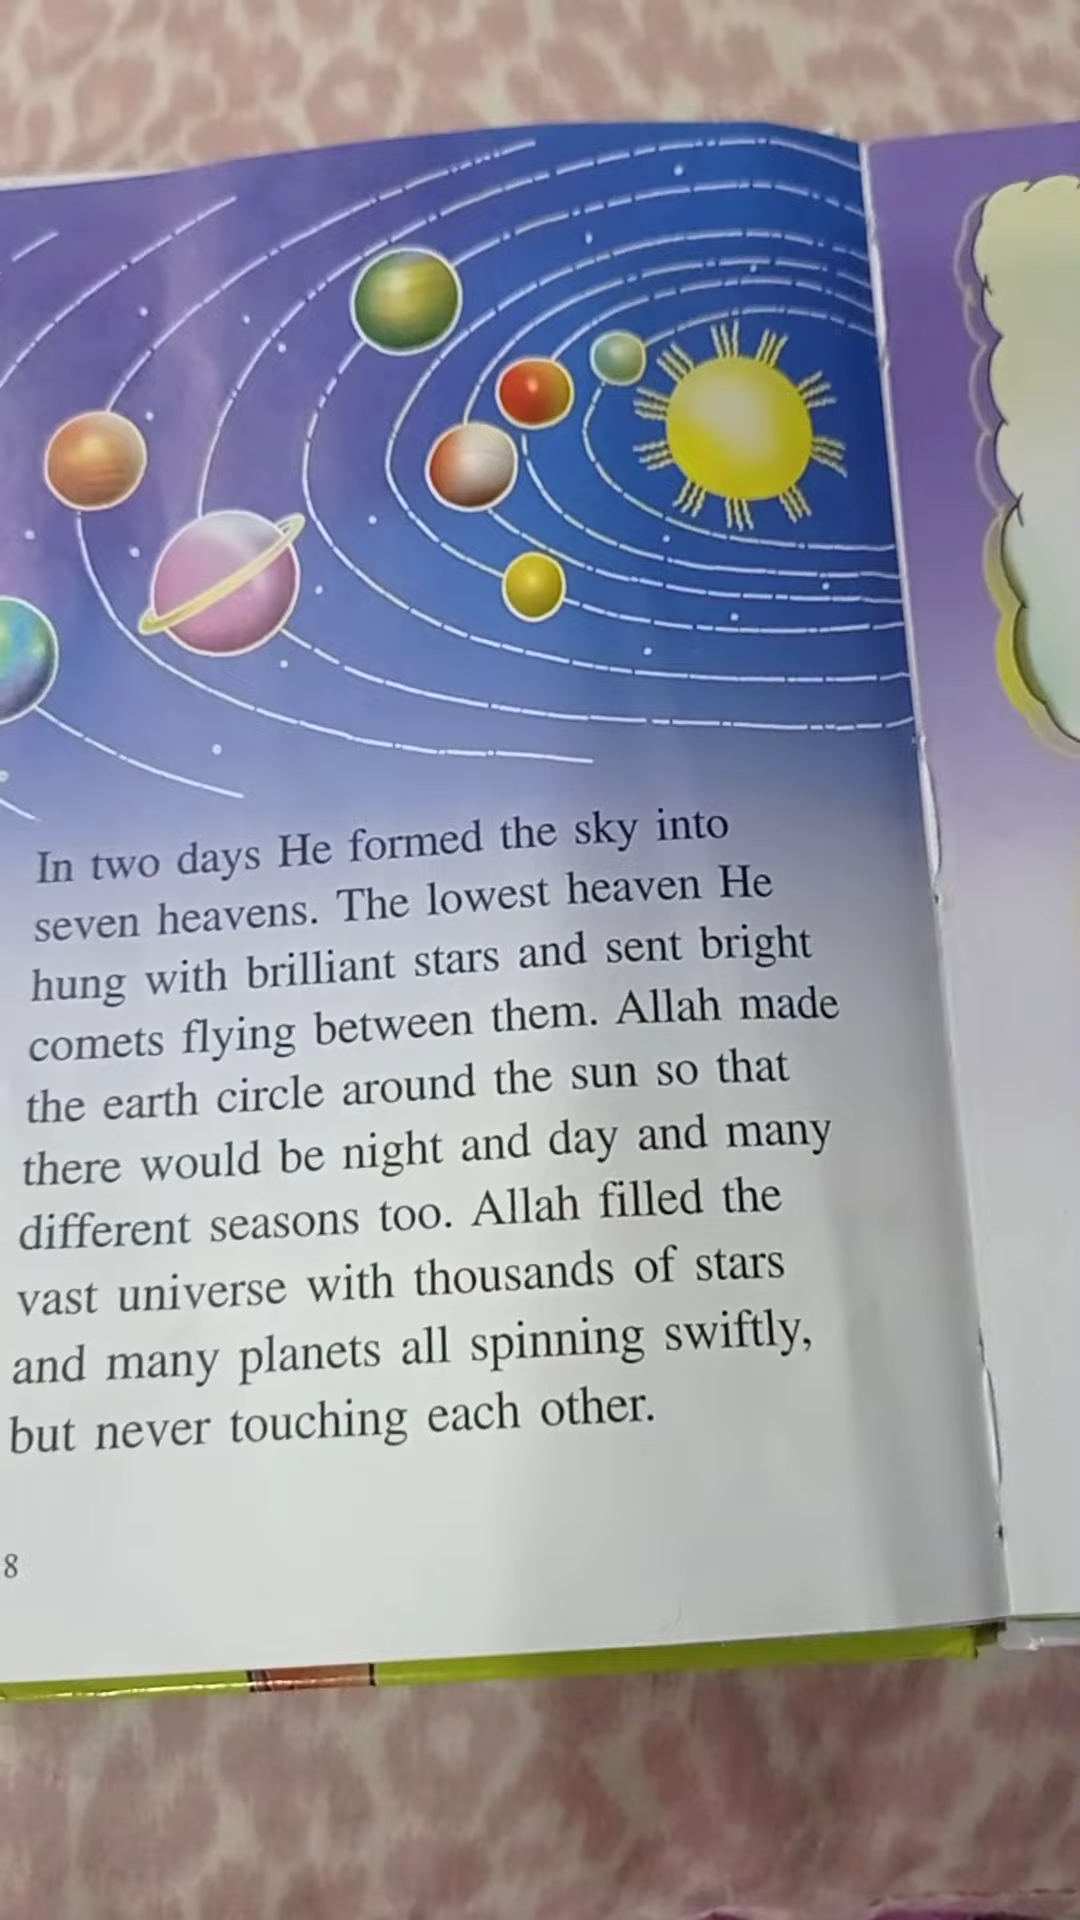 In two days He formed the sky into
seven heavens. The lowest heaven He
hung with brilliant stars and sent bright
comets flying between them. Allah made
the earth circle around the sun so that
there would be night and day and many
different seasons too. Allah filled the
vast universe with thousands of stars
and many planets all spinning swiftly,
but never touching each other.
8